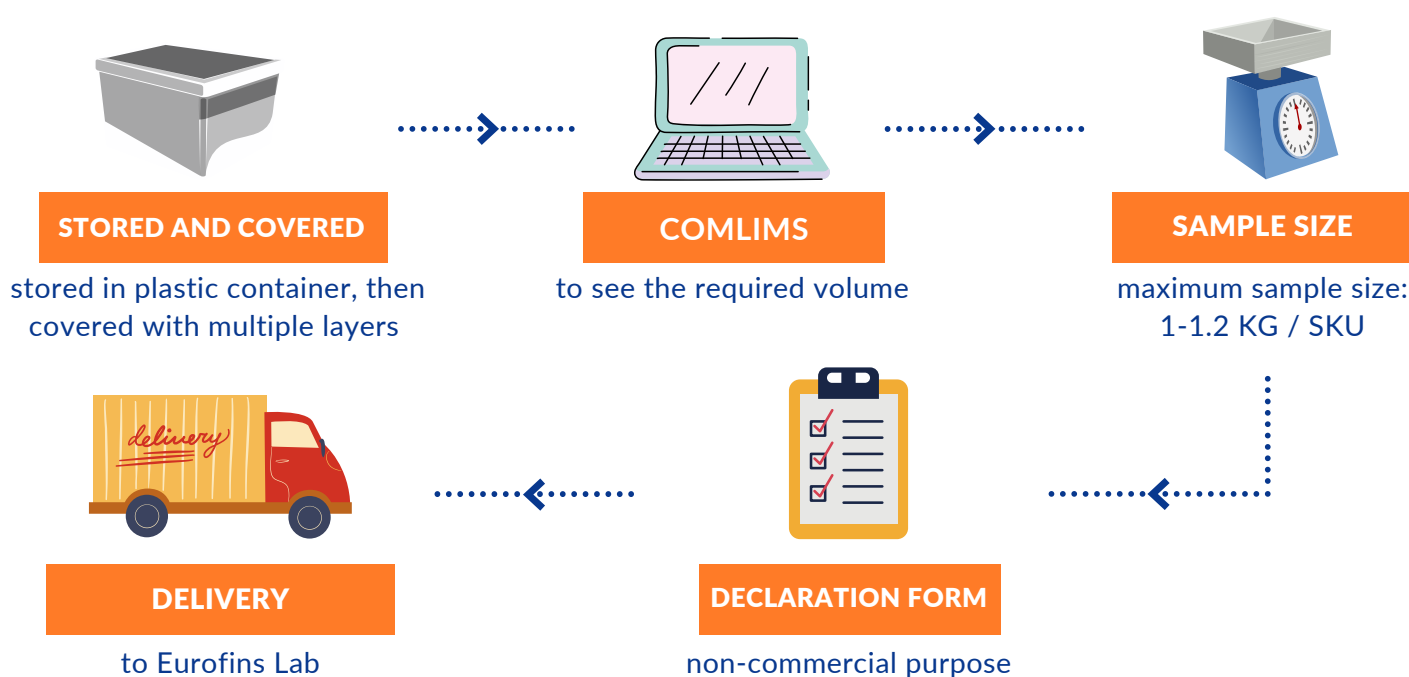 STORED AND COVERED
stored in plastic container, then
covered with multiple layers
COMLIMS
to see the required volume
SAMPLE SIZE
maximum sample size:
1-1.2 KG / SKU
delivery
DELIVERY
to Eurofins Lab
DECLARATION FORM
non-commercial purpose